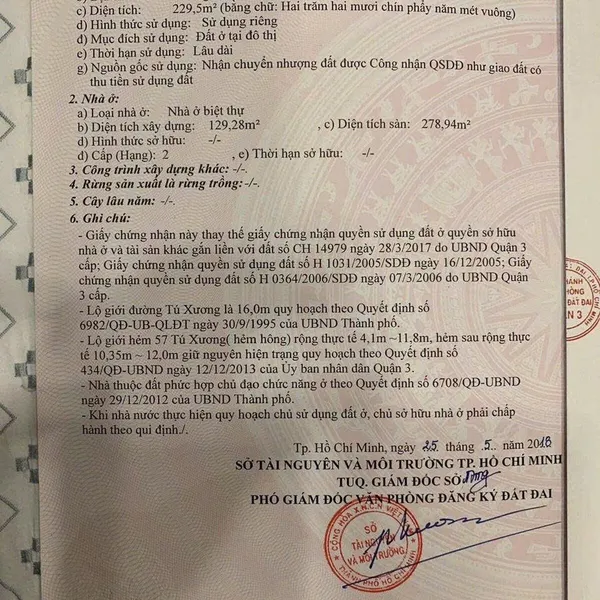 c) Diện tích: 229,5m² (bằng chữ: Hai trăm hai mươi chín phẩy năm mét vuông)
d) Hình thức sử dụng: Sử dụng riêng
đ) Mục đích sử dụng: Đất ở tại đô thị
e) Thời hạn sử dụng: Lâu dài
g) Nguồn gốc sử dụng: Nhận chuyển nhượng đất được Công nhận QSDĐ như giao đất có
thu tiền sử dụng đất
2. Nhà ở:
a) Loại nhà ở: Nhà ở biệt thự
b) Diện tích xây dựng: 129,28m² , c) Diện tích sàn: 278,94m²
d) Hình thức sở hữu: -/-
đ) Cấp (Hạng): 2 , e) Thời hạn sở hữu: -/-
3. Công trình xây dựng khác: -/-.
4. Rừng sản xuất là rừng trồng: -/-.
5. Cây lâu năm: -/-.
6. Ghi chú:
- Giấy chứng nhận này thay thế giấy chứng nhận quyền sử dụng đất ở quyền sở hữu
nhà ở và tài sản khác gắn liền với đất số CH 14979 ngày 28/3/2017 do UBND Quận 3
cấp; Giấy chứng nhận quyền sử dụng đất số H 1031/2005/SDĐ ngày 16/12/2005; Giấy
chứng nhận quyền sử dụng đất số H 0364/2006/SDĐ ngày 07/3/2006 do UBND Quận
3 cấp.
- Lộ giới đường Tú Xương là 16,0m quy hoạch theo Quyết định số
6982/QĐ-UB-QLĐT ngày 30/9/1995 của UBND Thành phố.
- Lộ giới hẻm 57 Tú Xương( hẻm hông) rộng thực tế 4,1m ~11,8m, hẻm sau rộng thực
tế 10,35m ~ 12,0m giữ nguyên hiện trạng quy hoạch theo Quyết định số
434/QĐ-UBND ngày 12/12/2013 của Ủy ban nhân dân Quận 3.
- Nhà thuộc đất phức hợp chủ đạo chức năng ở theo Quyết định số 6708/QĐ-UBND
ngày 29/12/2012 của UBND Thành phố.
- Khi nhà nước thực hiện quy hoạch chủ sử dụng đất ở, chủ sở hữu nhà ở phải chấp
hành theo qui định./.
Tp. Hồ Chí Minh, ngày 25 tháng 5 năm 2018
SỞ TÀI NGUYÊN VÀ MÔI TRƯỜNG TP. HỒ CHÍ MINH
TUQ. GIÁM ĐỐC SỞ
PHÓ GIÁM ĐỐC VĂN PHÒNG ĐĂNG KÝ ĐẤT ĐAI
CỘNG HÒA X.H.C.N VIỆT
SỞ
TÀI NGUYÊN
VÀ MÔI TRƯỜNG
THÀNH PHỐ HỒ CHÍ MINH